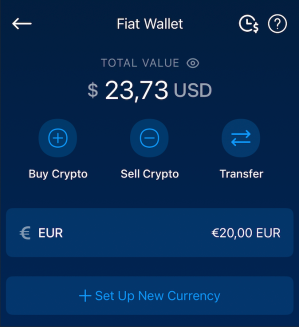 Fiat Wallet
TOTAL VALUE
$ 23,73 USD
Buy Crypto Sell Crypto Transfer
€ EUR €20,00 EUR
+ Set Up New Currency